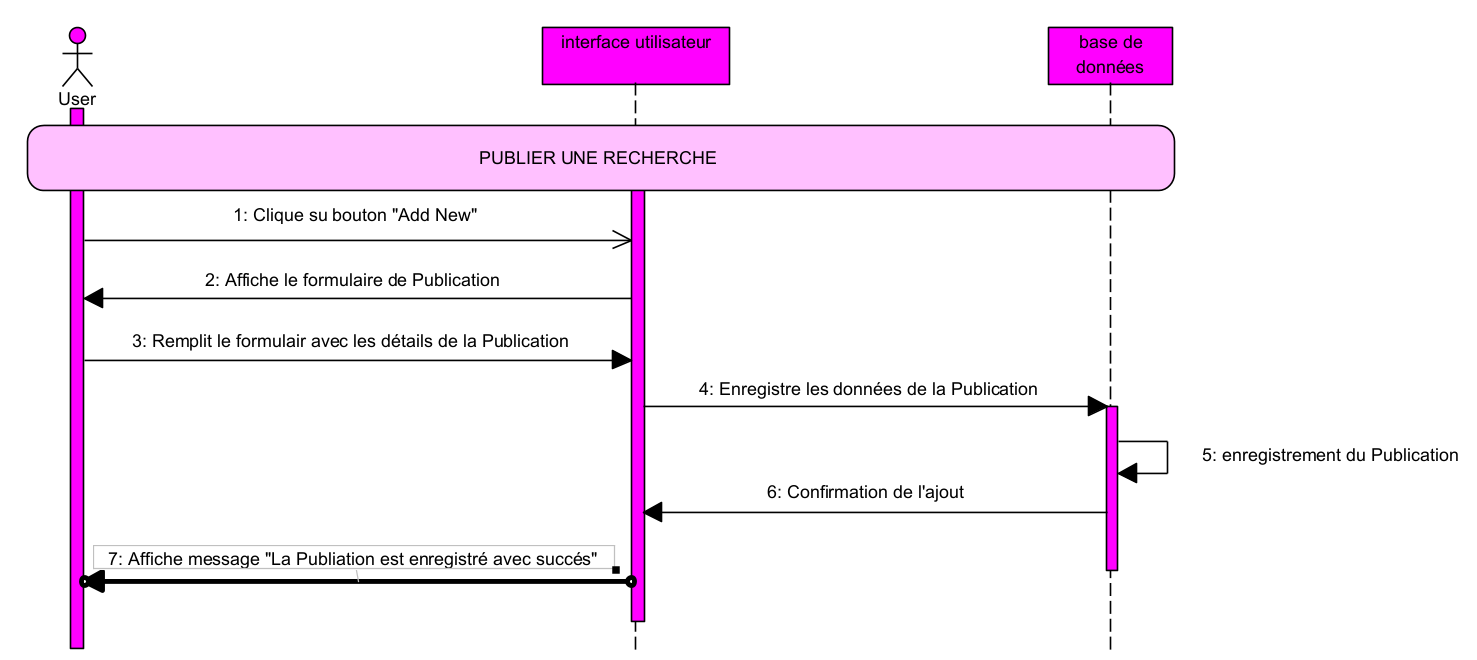 User
interface utilisateur
base de
données
PUBLIER UNE RECHERCHE
1: Clique su bouton "Add New"
2: Affiche le formulaire de Publication
3: Remplit le formulair avec les détails de la Publication
4: Enregistre les données de la Publication
5: enregistrement du Publication
6: Confirmation de l'ajout
7: Affiche message "La Publiation est enregistré avec succés"